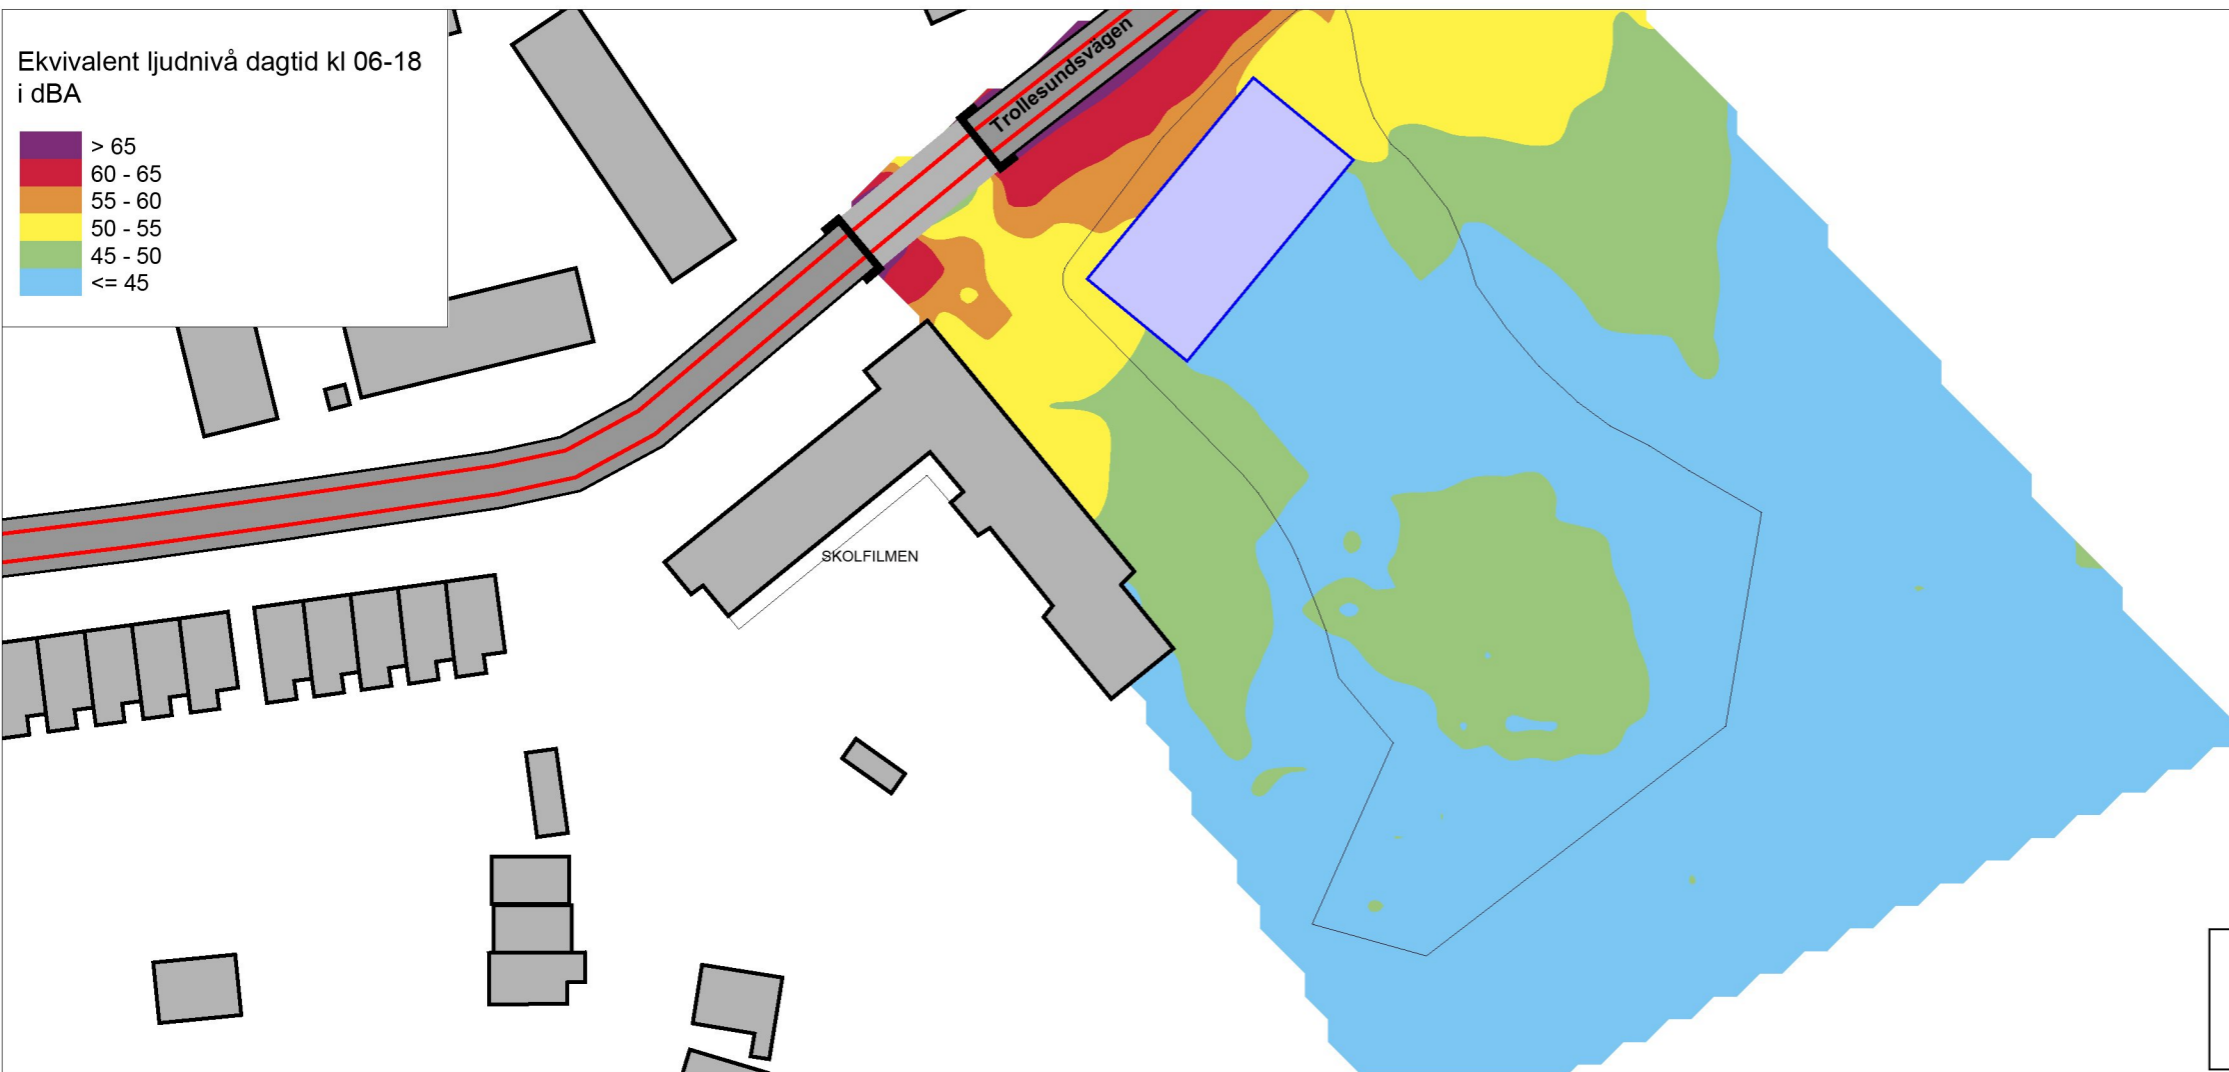 Ekvivalent ljudnivå dagtid kl 06-18
i dBA
> 65
60 - 65
55 - 60
50 - 55
45 - 50
<= 45
Trollesundsvägen
SKOLFILMEN